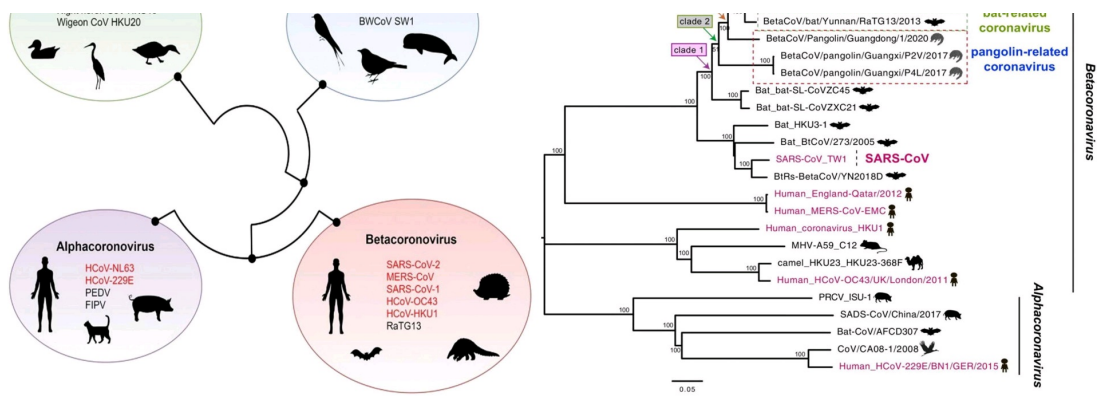 Wigeon CoV HKU20
BWCoV SW1
Alphacoronovirus
HCoV-NL63
HCoV-229E
PEDV
FIPV
Betacoronovirus
SARS-CoV-2
MERS-CoV
SARS-CoV-1
HCoV-OC43
HCoV-HKU1
RaTG13
clade 2
clade 1
BetaCoV/bat/Yunnan/RaTG13/2013
BetaCoV/Pangolin/Guangdong/1/2020
BetaCoV/pangolin/Guangxi/P2V/2017
BetaCoV/pangolin/Guangxi/P4L/2017
bat-related
coronavirus
pangolin-related
coronavirus
100
100
100
Bat_bat-SL-CoVZC45
Bat_bat-SL-CoVZXC21
100
Bat_HKU3-1
100
Bat_BtCoV/273/2005
SARS-CoV_TW1
SARS-CoV
100
BtRs-BetaCoV/YN2018D
100
Human_England-Qatar/2012
100
Human_MERS-CoV-EMC
Human_coronavirus_HKU1
100
MHV-A59_C12
100
camel_HKU23_HKU23-368F
100
Human_HCoV-OC43/UK/London/2011
Betacoronavirus
PRCV_ISU-1
100
SADS-CoV/China/2017
100
Bat-CoV/AFCD307
100
CoV/CA08-1/2008
100
Human_HCoV-229E/BN1/GER/2015
Alphacoronavirus
0.05